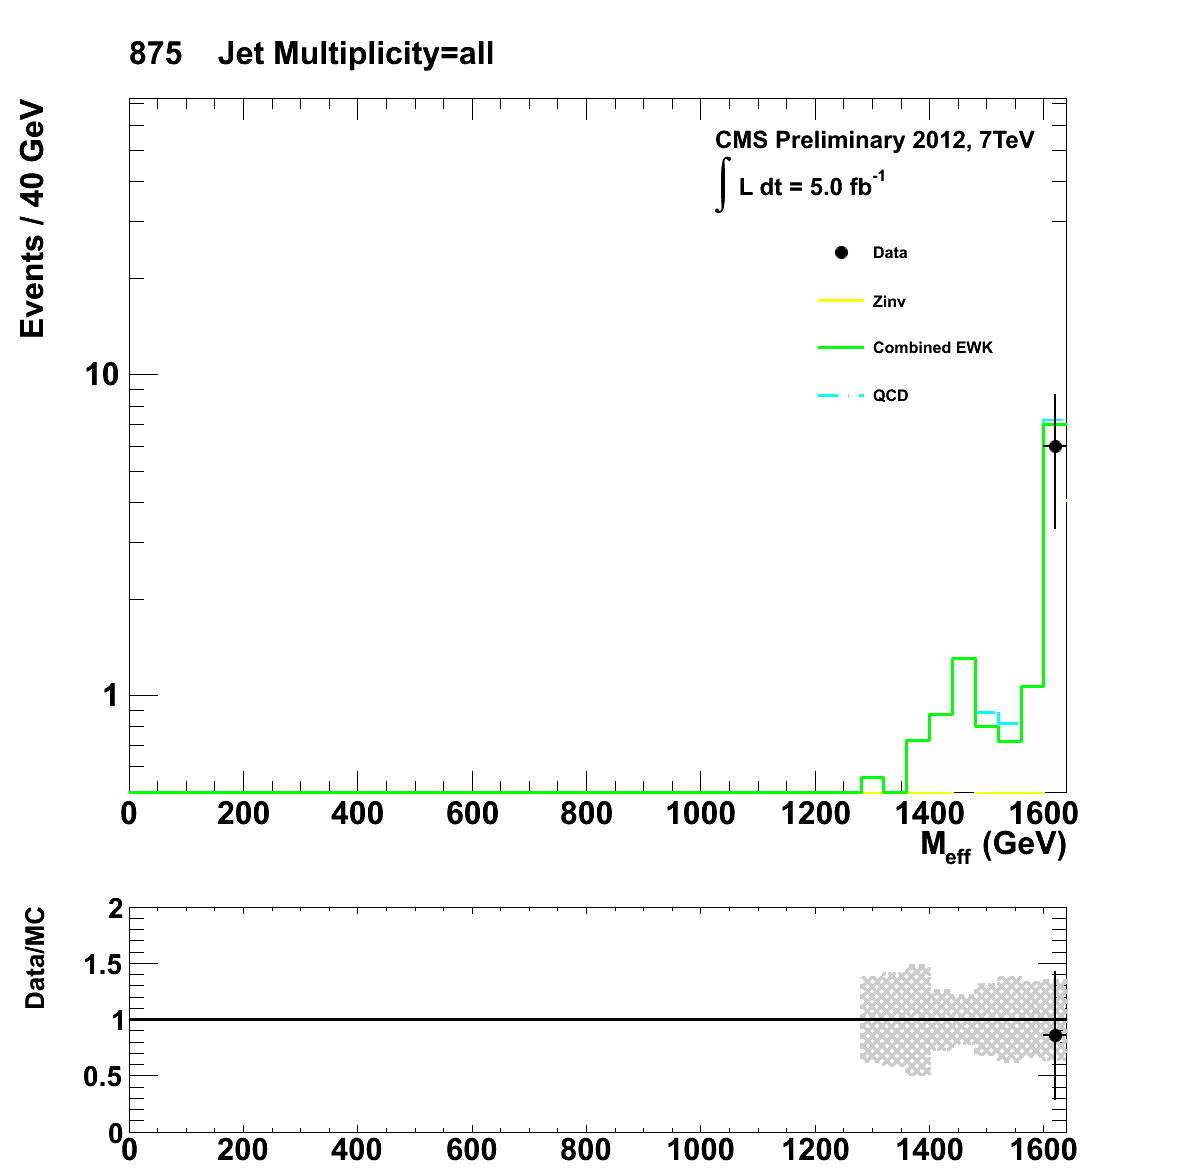 875 Jet Multiplicity=all
Events / 40 GeV
CMS Preliminary 2012, 7TeV
∫ L dt = 5.0 fb-1
Data
Zinv
Combined EWK
QCD
10
1
0 200 400 600 800 1000 1200 1400 1600
Meff (GeV)
Data/MC
2
1.5
1
0.5
0
0 200 400 600 800 1000 1200 1400 1600